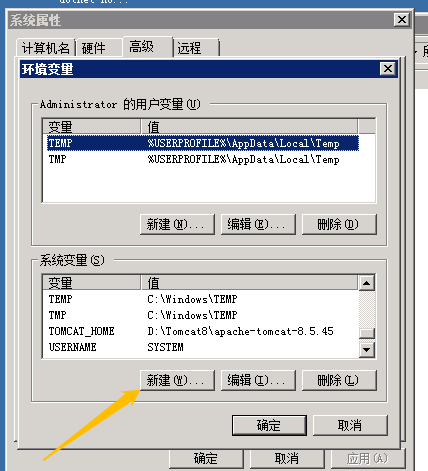 系统属性
计算机名 硬件 高级 远程
环境变量
Administrator 的用户变量(U)
变量 值
TEMP %USERPROFILE%\AppData\Local\Temp
TMP %USERPROFILE%\AppData\Local\Temp
新建(N)... 编辑(E)... 删除(D)
系统变量(S)
变量 值
TEMP C:\Windows\TEMP
TMP C:\Windows\TEMP
TOMCAT_HOME D:\Tomcat8\apache-tomcat-8.5.45
USERNAME SYSTEM
新建(W)... 编辑(I)... 删除(L)
确定 取消
确定 取消 应用(A)